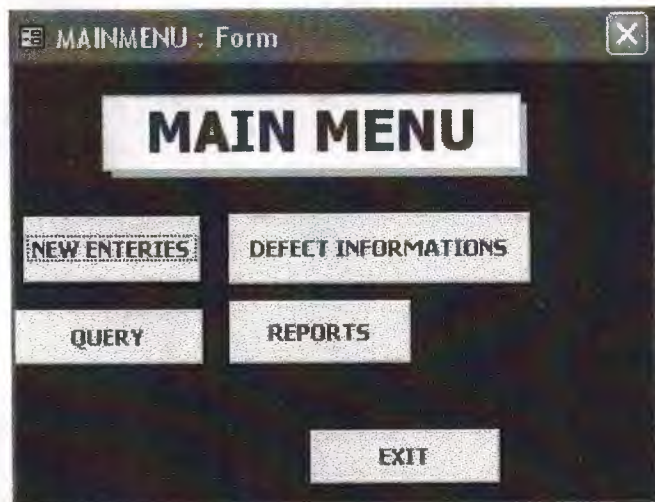 MAINMENU : Form
MAIN MENU
NEW ENTERIES
DEFECT INFORMATIONS
QUERY
REPORTS
EXIT